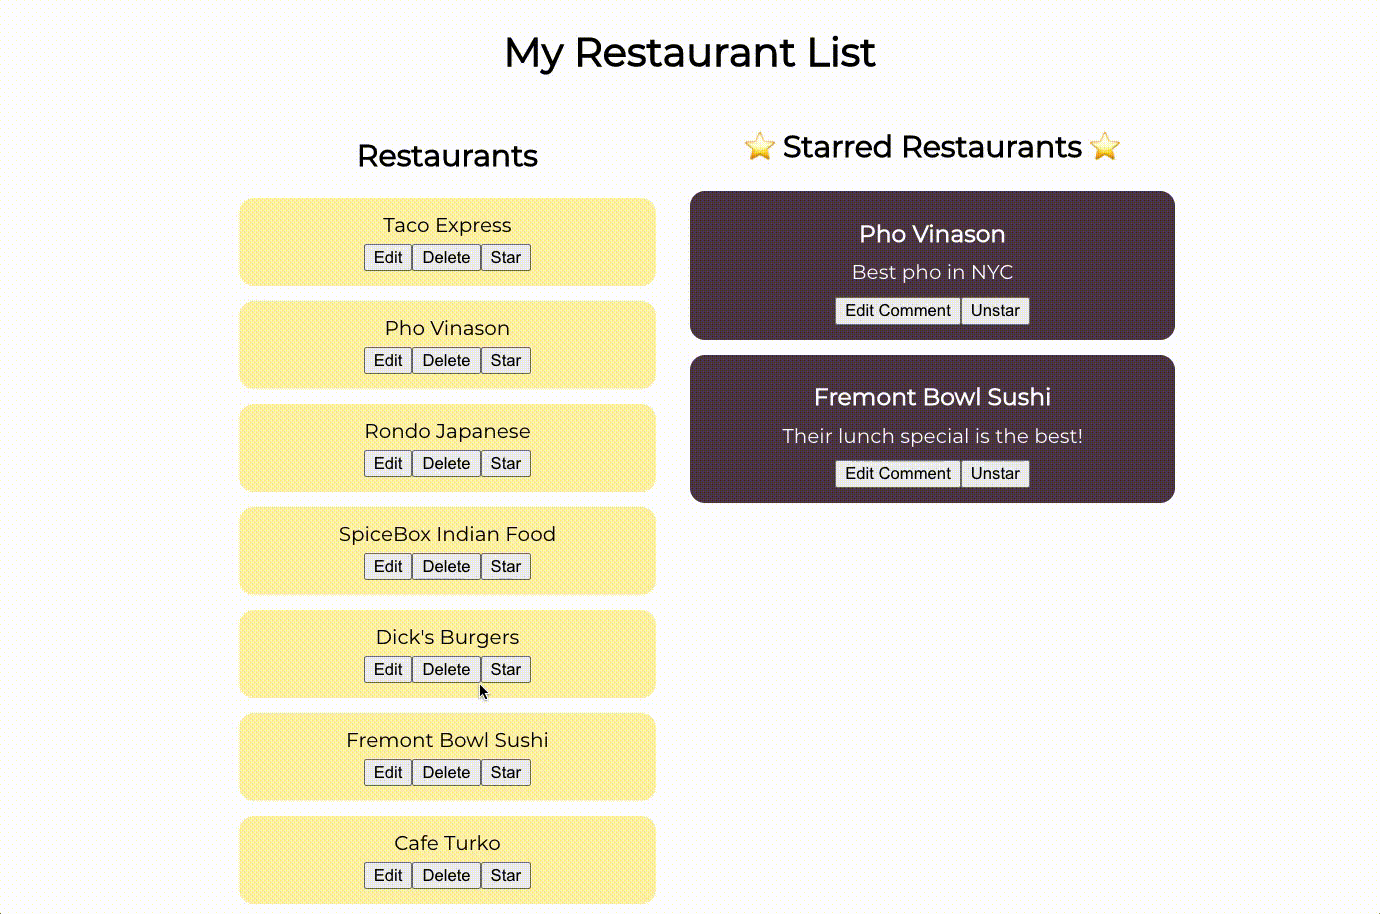 My Restaurant List
Restaurants
Taco Express
Edit Delete Star
Pho Vinason
Edit Delete Star
Rondo Japanese
Edit Delete Star
SpiceBox Indian Food
Edit Delete Star
Dick's Burgers
Edit Delete Star
Fremont Bowl Sushi
Edit Delete Star
Cafe Turko
Edit Delete Star
⭐ Starred Restaurants ⭐
Pho Vinason
Best pho in NYC
Edit Comment Unstar
Fremont Bowl Sushi
Their lunch special is the best!
Edit Comment Unstar